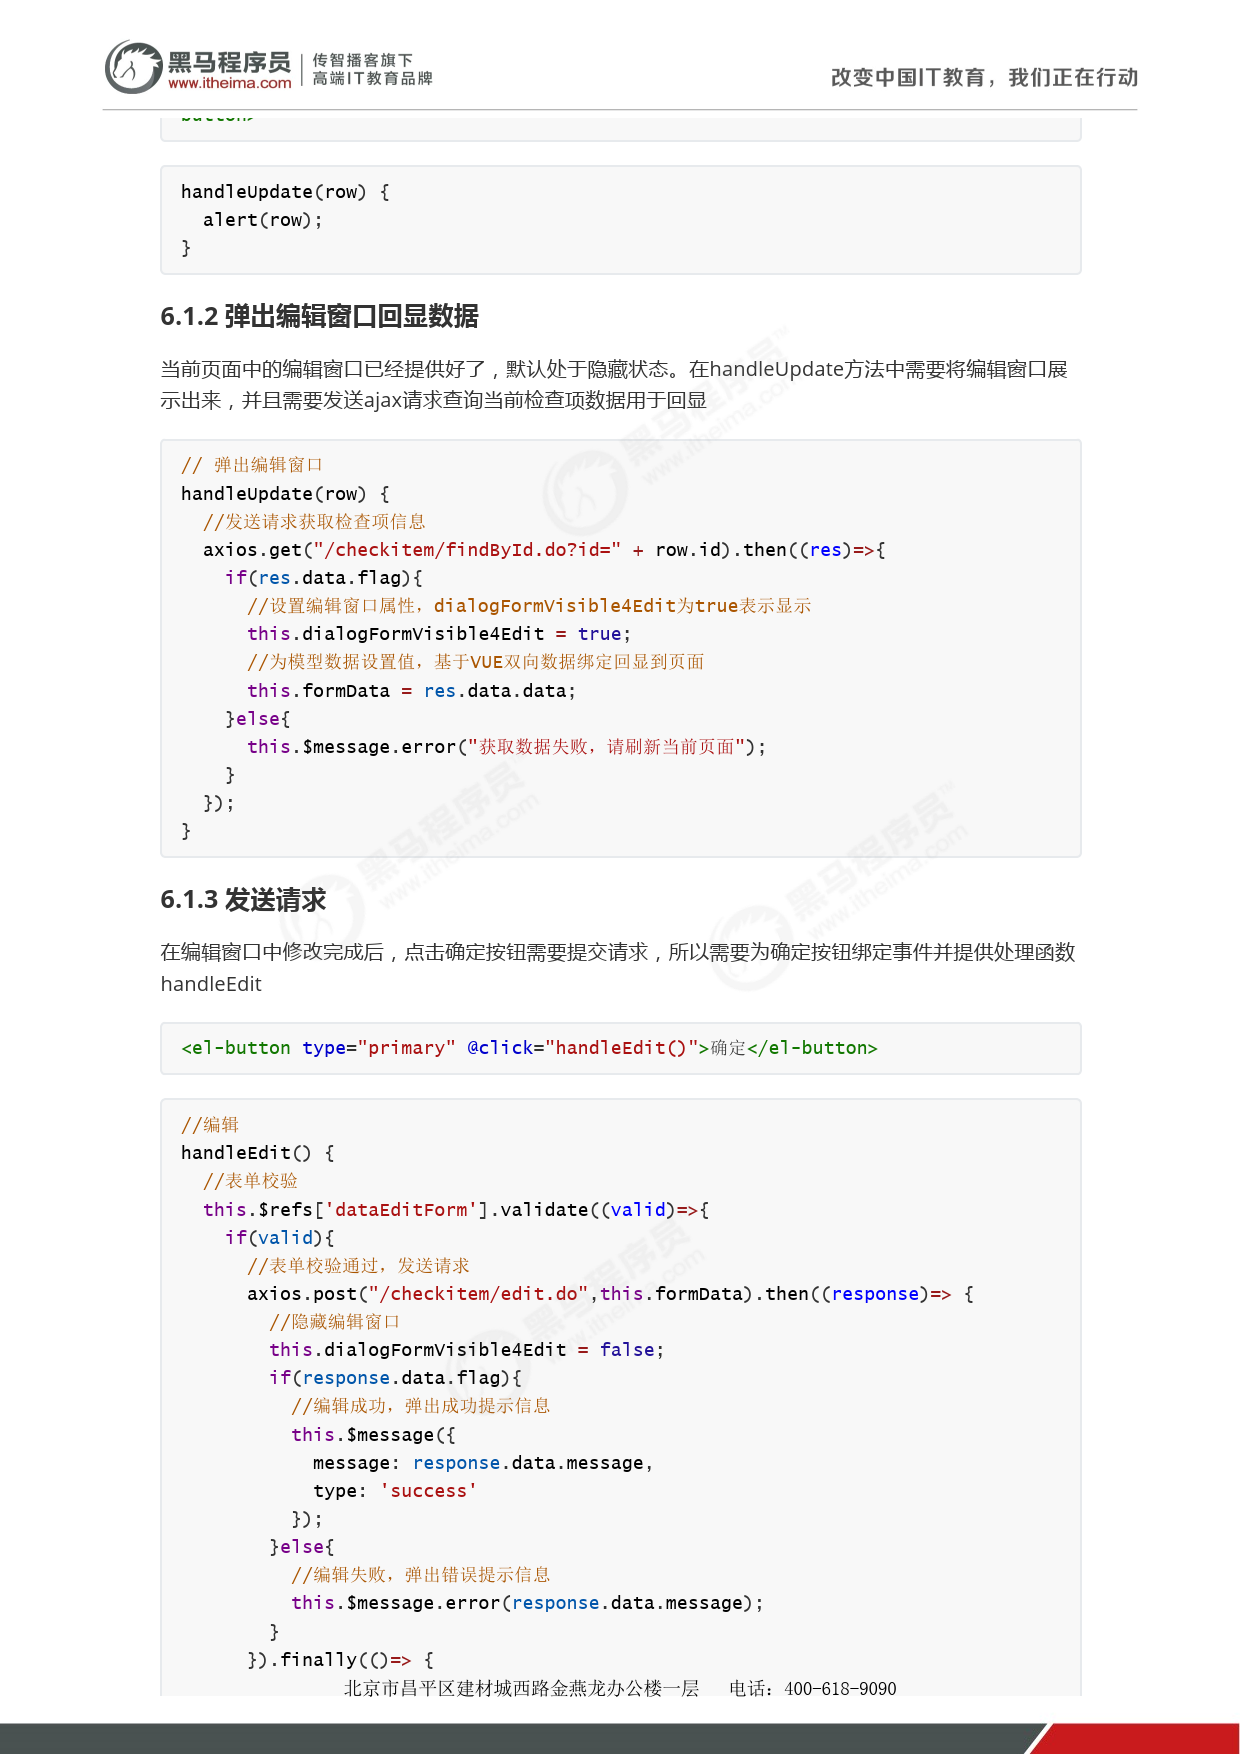 黑马程序员
www.itheima.com
传智播客旗下
高端IT教育品牌
改变中国IT教育，我们正在行动
button>
handleUpdate(row) {
  alert(row);
}
6.1.2 弹出编辑窗口回显数据
当前页面中的编辑窗口已经提供好了，默认处于隐藏状态。在handleUpdate方法中需要将编辑窗口展
示出来，并且需要发送ajax请求查询当前检查项数据用于回显
// 弹出编辑窗口
handleUpdate(row) {
  //发送请求获取检查项信息
  axios.get("/checkitem/findById.do?id=" + row.id).then((res)=>{
    if(res.data.flag){
      //设置编辑窗口属性，dialogFormVisible4Edit为true表示显示
      this.dialogFormVisible4Edit = true;
      //为模型数据设置值，基于VUE双向数据绑定回显到页面
      this.formData = res.data.data;
    }else{
      this.$message.error("获取数据失败，请刷新当前页面");
    }
  });
}
6.1.3 发送请求
在编辑窗口中修改完成后，点击确定按钮需要提交请求，所以需要为确定按钮绑定事件并提供处理函数
handleEdit
<el-button type="primary" @click="handleEdit()">确定</el-button>
//编辑
handleEdit() {
  //表单校验
  this.$refs['dataEditForm'].validate((valid)=>{
    if(valid){
      //表单校验通过，发送请求
      axios.post("/checkitem/edit.do",this.formData).then((response)=> {
        //隐藏编辑窗口
        this.dialogFormVisible4Edit = false;
        if(response.data.flag){
          //编辑成功，弹出成功提示信息
          this.$message({
            message: response.data.message,
            type: 'success'
          });
        }else{
          //编辑失败，弹出错误提示信息
          this.$message.error(response.data.message);
        }
      }).finally(()=> {
北京市昌平区建材城西路金燕龙办公楼一层 电话：400-618-9090